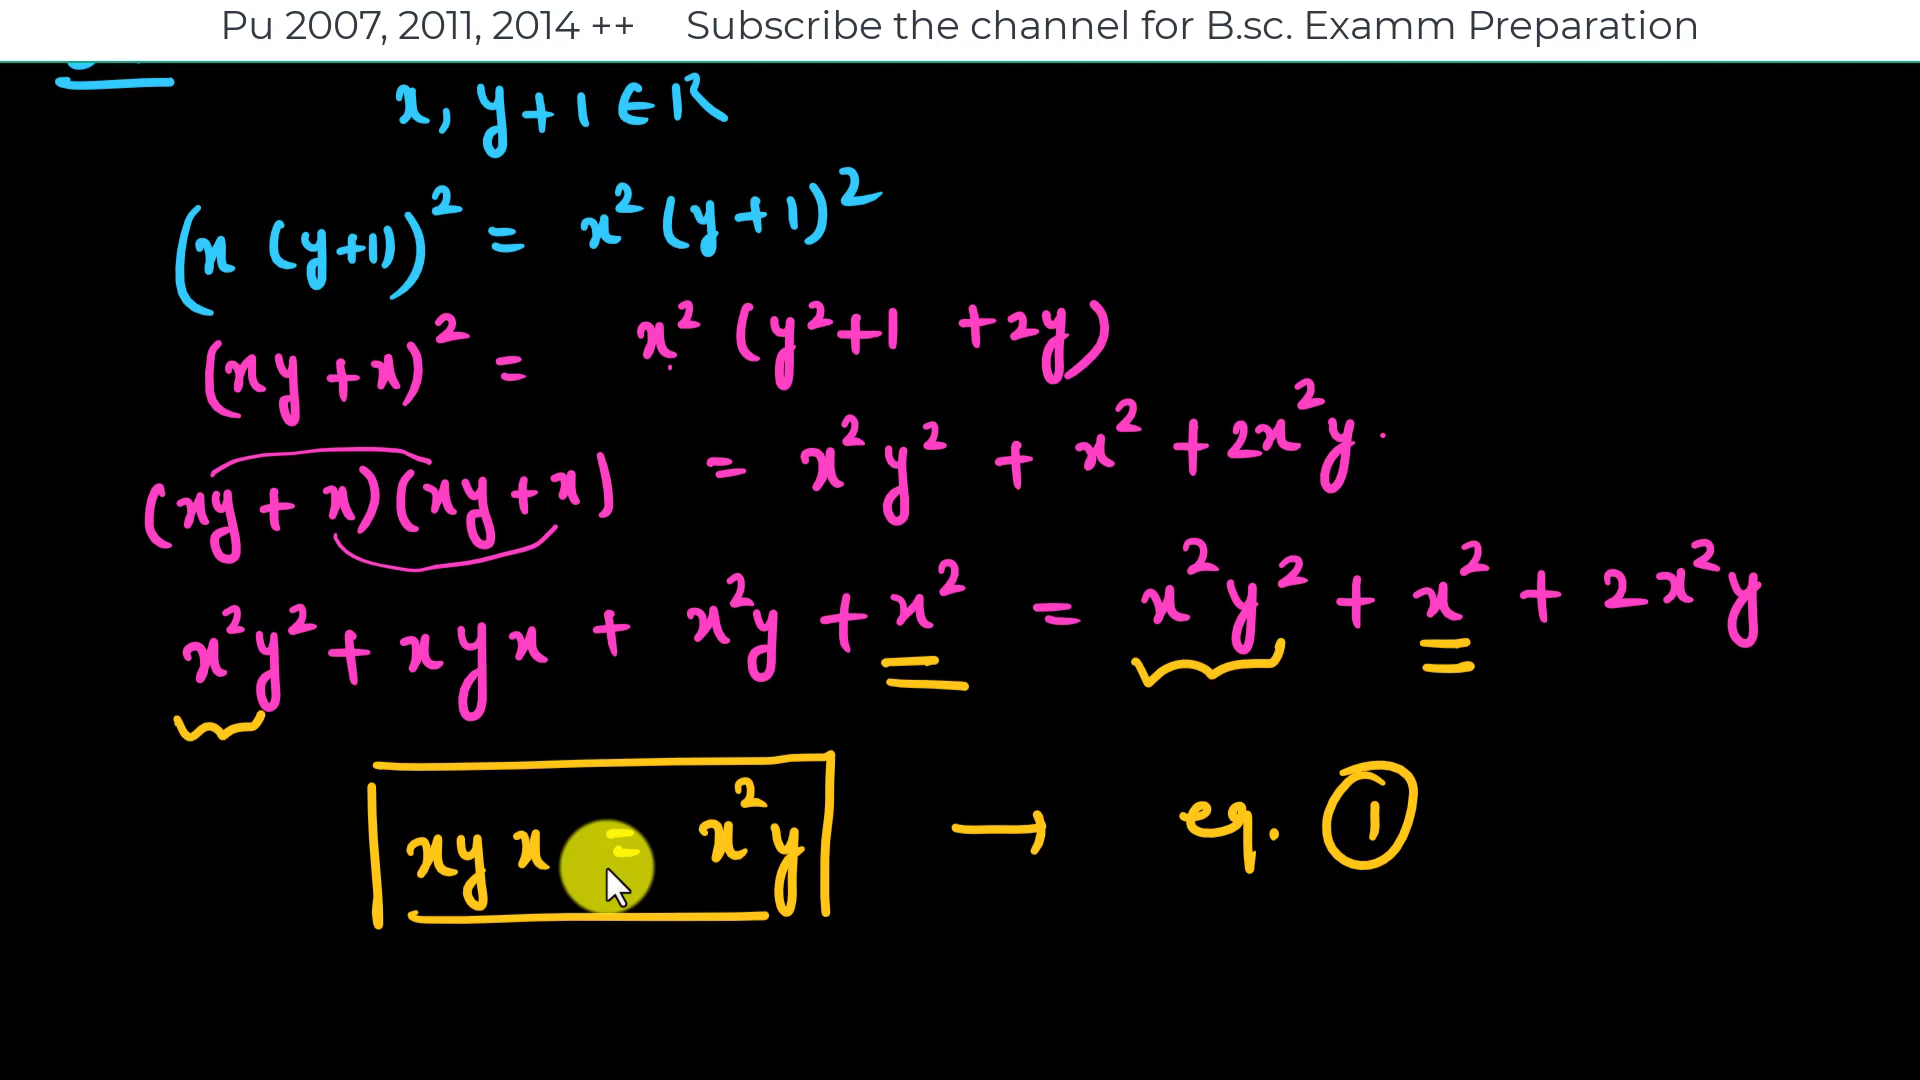 Pu 2007, 2011, 2014 ++ Subscribe the channel for B.sc. Examm Preparation
x, y+1 ∈ R
(x (y+1))² = x² (y+1)²
(xy + x)² = x² (y²+1 +2y)
(xy + x)(xy + x) = x²y² + x² + 2x²y.
x²y² + xyx + x²y + x² = x²y² + x² + 2x²y
xyx = x²y → eq. ①